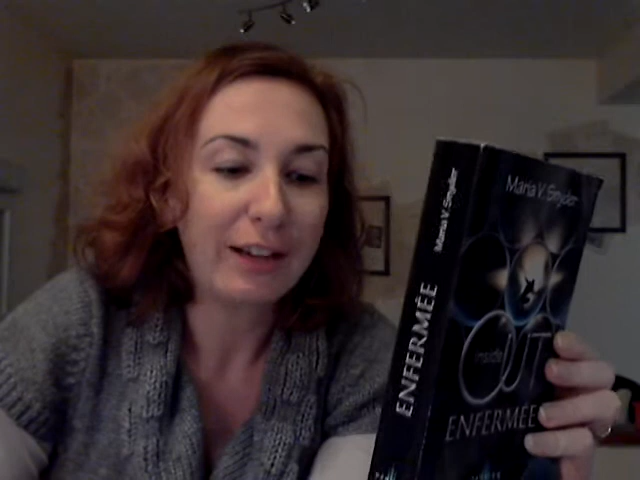 Maria V. Snyder
ENFERMÉE
Maria V. Snyder
Inside
OUT
ENFERMÉE